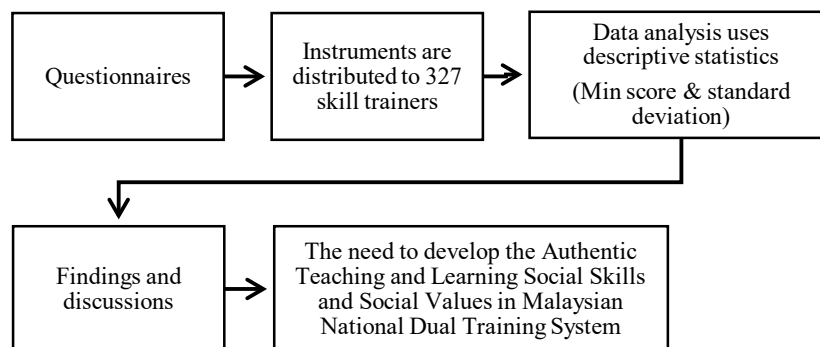 Questionnaires
Instruments are
distributed to 327
skill trainers
Data analysis uses
descriptive statistics
(Min score & standard
deviation)
Findings and
discussions
The need to develop the Authentic
Teaching and Learning Social Skills
and Social Values in Malaysian
National Dual Training System